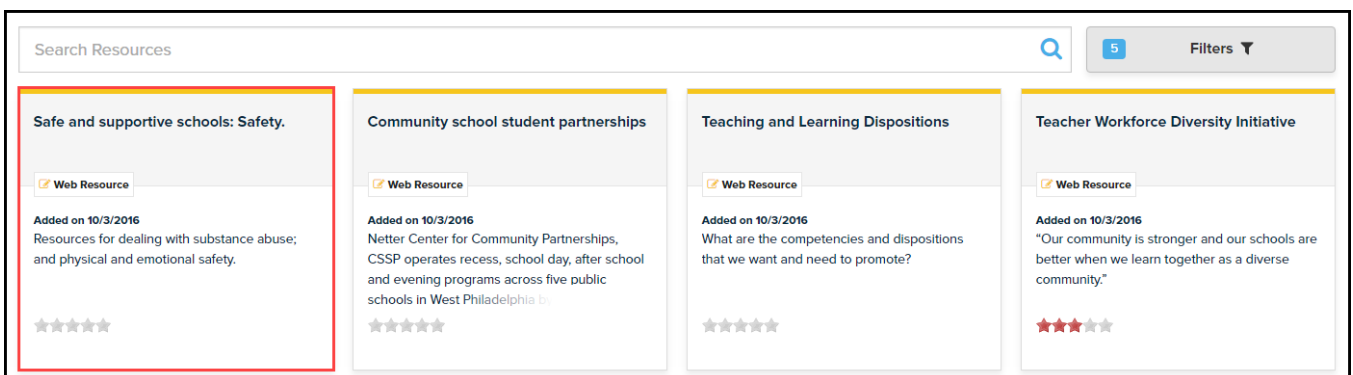 Search Resources
5 Filters
Safe and supportive schools: Safety.
Web Resource
Added on 10/3/2016
Resources for dealing with substance abuse;
and physical and emotional safety.
Community school student partnerships
Web Resource
Added on 10/3/2016
Netter Center for Community Partnerships,
CSSP operates recess, school day, after school
and evening programs across five public
schools in West Philadelphia
Teaching and Learning Dispositions
Web Resource
Added on 10/3/2016
What are the competencies and dispositions
that we want and need to promote?
Teacher Workforce Diversity Initiative
Web Resource
Added on 10/3/2016
“Our community is stronger and our schools are
better when we learn together as a diverse
community.”